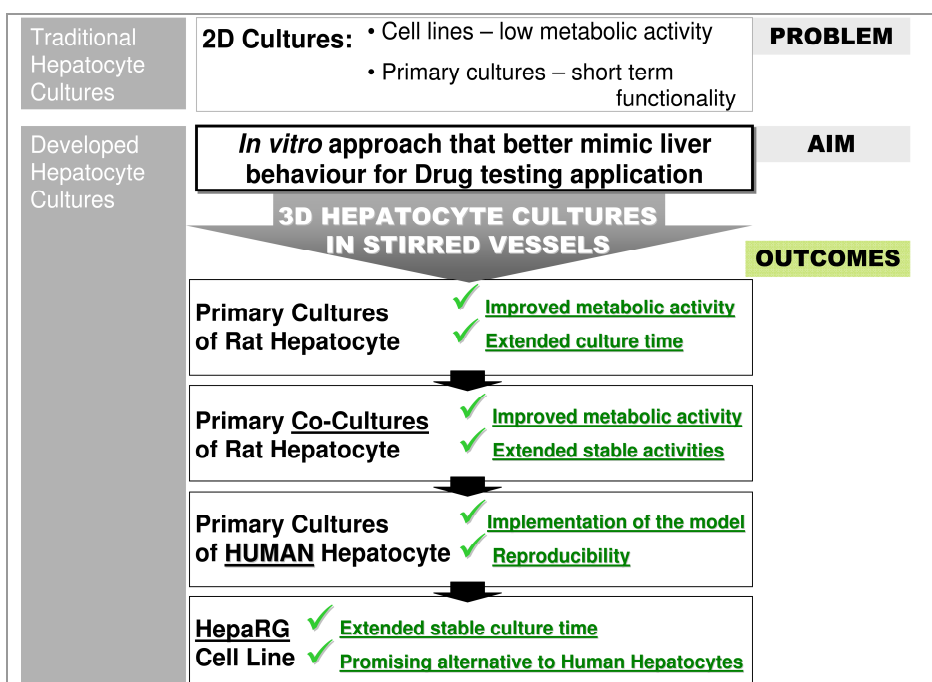 Traditional
Hepatocyte
Cultures
2D Cultures:
• Cell lines – low metabolic activity
• Primary cultures – short term
functionality
PROBLEM
Developed
Hepatocyte
Cultures
In vitro approach that better mimic liver
behaviour for Drug testing application
AIM
3D HEPATOCYTE CULTURES
IN STIRRED VESSELS
OUTCOMES
Primary Cultures
of Rat Hepatocyte
Improved metabolic activity
Extended culture time
Primary Co-Cultures
of Rat Hepatocyte
Improved metabolic activity
Extended stable activities
Primary Cultures
of HUMAN Hepatocyte
Implementation of the model
Reproducibility
HepaRG
Cell Line
Extended stable culture time
Promising alternative to Human Hepatocytes